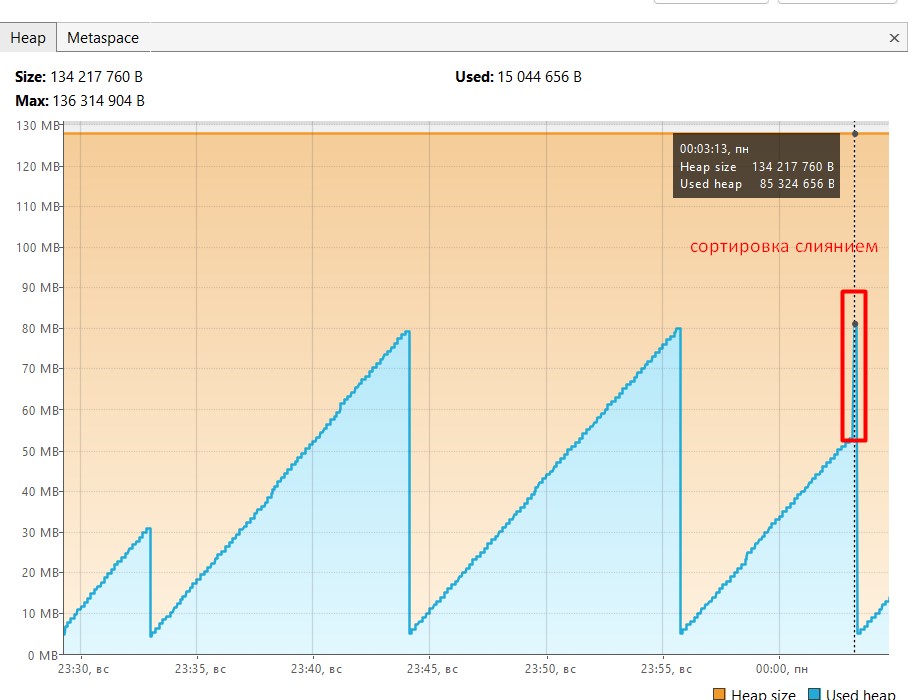 Heap Metaspace ×
Size: 134 217 760 B Used: 15 044 656 B
Max: 136 314 904 B
130 MB
120 MB
110 MB
100 MB
90 MB
80 MB
70 MB
60 MB
50 MB
40 MB
30 MB
20 MB
10 MB
0 MB
00:03:13, пн
Heap size 134 217 760 B
Used heap 85 324 656 B
сортировка слиянием
23:30, вс 23:35, вс 23:40, вс 23:45, вс 23:50, вс 23:55, вс 00:00, пн
Heap size Used heap